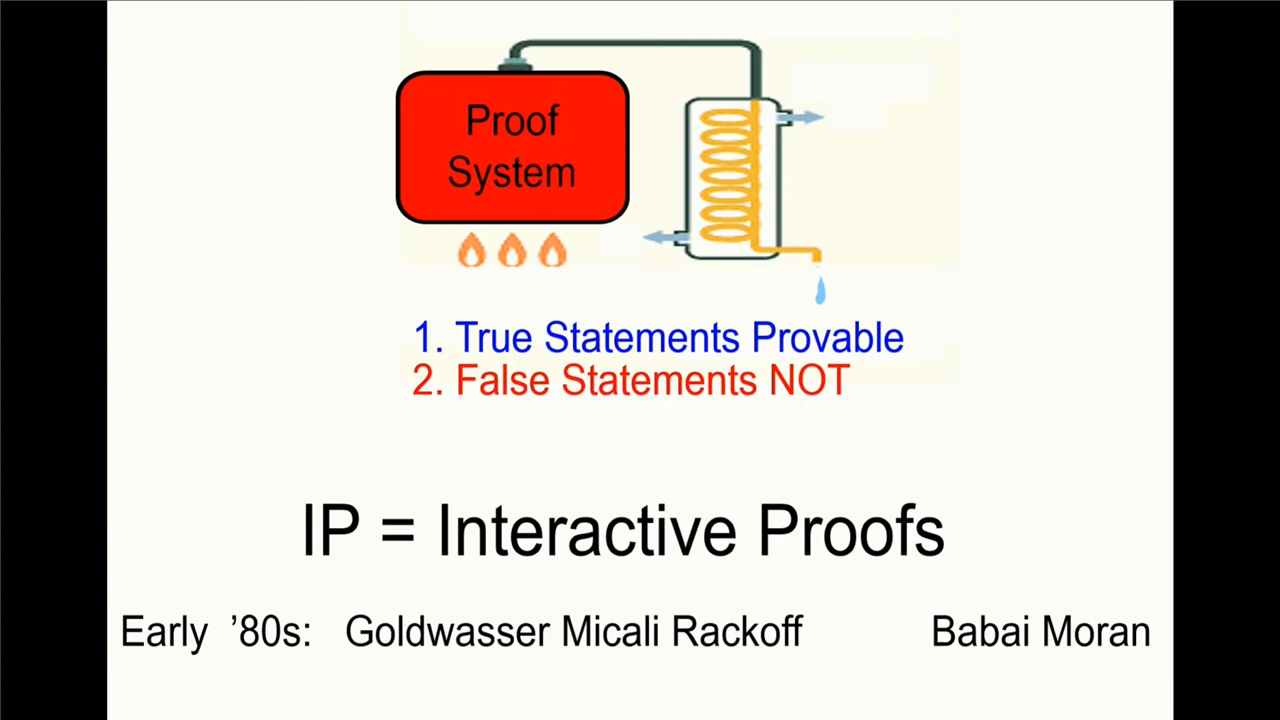 Proof
System
1. True Statements Provable
2. False Statements NOT
IP = Interactive Proofs
Early ’80s: Goldwasser Micali Rackoff Babai Moran